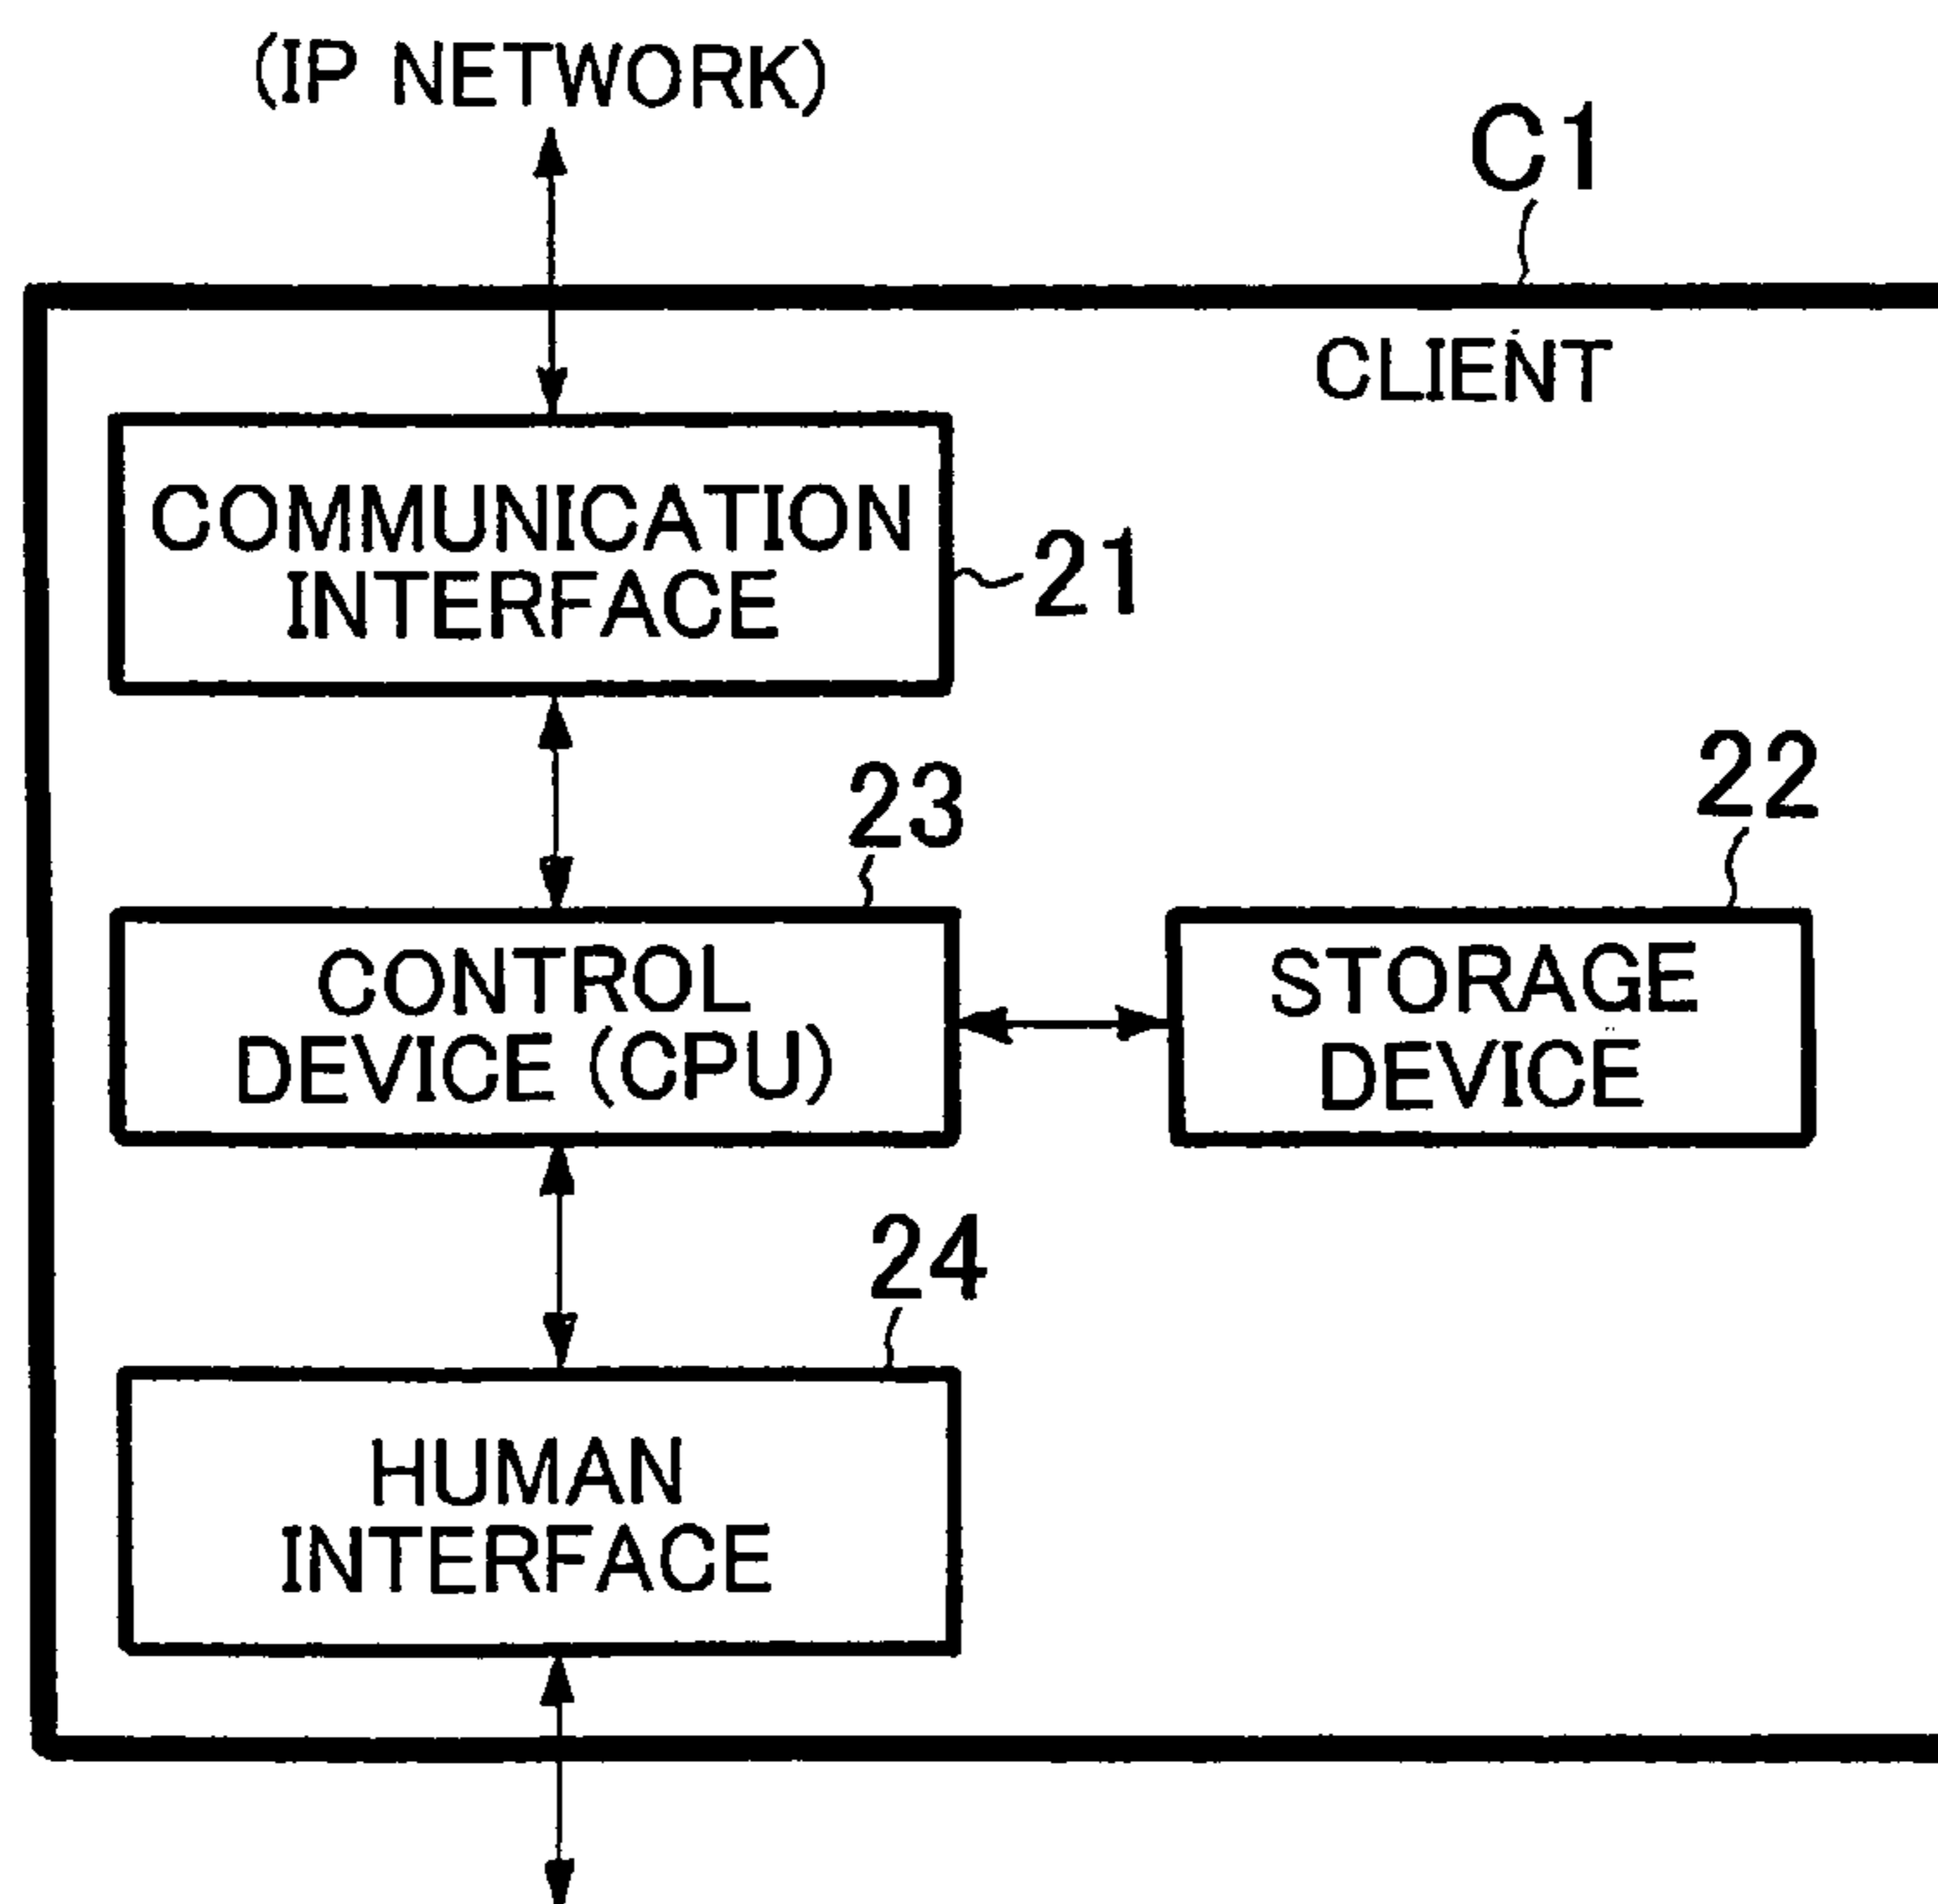 (IP NETWORK)
C1
CLIENT
COMMUNICATION
INTERFACE
21
23
22
CONTROL
DEVICE (CPU)
STORAGE
DEVICE
24
HUMAN
INTERFACE